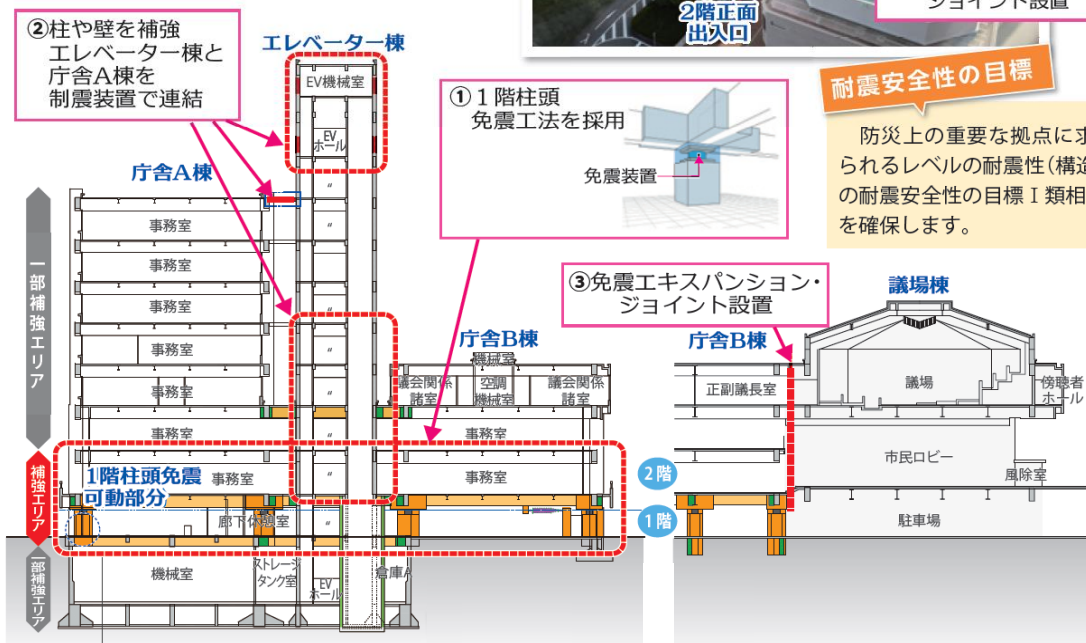 ②柱や壁を補強
エレベーター棟と
庁舎A棟を
制震装置で連結
エレベーター棟
2階正面
出入口
ジョイント設置
耐震安全性の目標
防災上の重要な拠点に求
られるレベルの耐震性(構造
の耐震安全性の目標Ⅰ類相
を確保します。
①1階柱頭
免震工法を採用
免震装置
EV機械室
EV
ホール
〃
〃
〃
〃
〃
〃
〃
〃
庁舎A棟
事務室
事務室
事務室
事務室
事務室
事務室
事務室
一部補強エリア
補強エリア
一部補強エリア
1階柱頭免震
可動部分
廊下休憩室
機械室
ストレージ
タンク室
EV
ホール
倉庫A
庁舎B棟
機械室
議会関係
諸室
空調
機械室
議会関係
諸室
事務室
事務室
2階
1階
③免震エキスパンション・
ジョイント設置
庁舎B棟
議場棟
正副議長室
議場
傍聴者
ホール
市民ロビー
風除室
駐車場